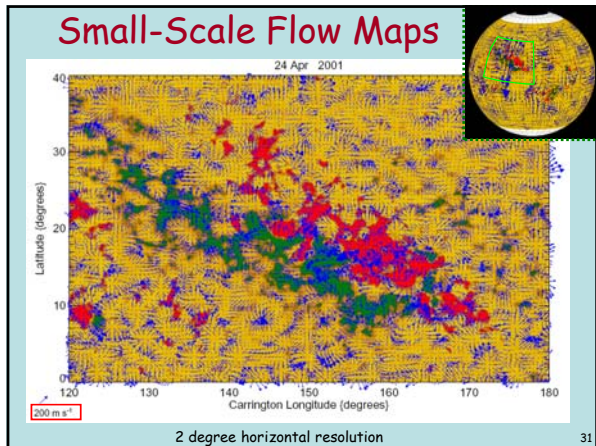 Small-Scale Flow Maps
24 Apr 2001
40
30
20
10
0
Latitude {degrees}
120 130 140 150 160 170 180
Carrington Longitude {degrees}
200 m s⁻¹
2 degree horizontal resolution
31